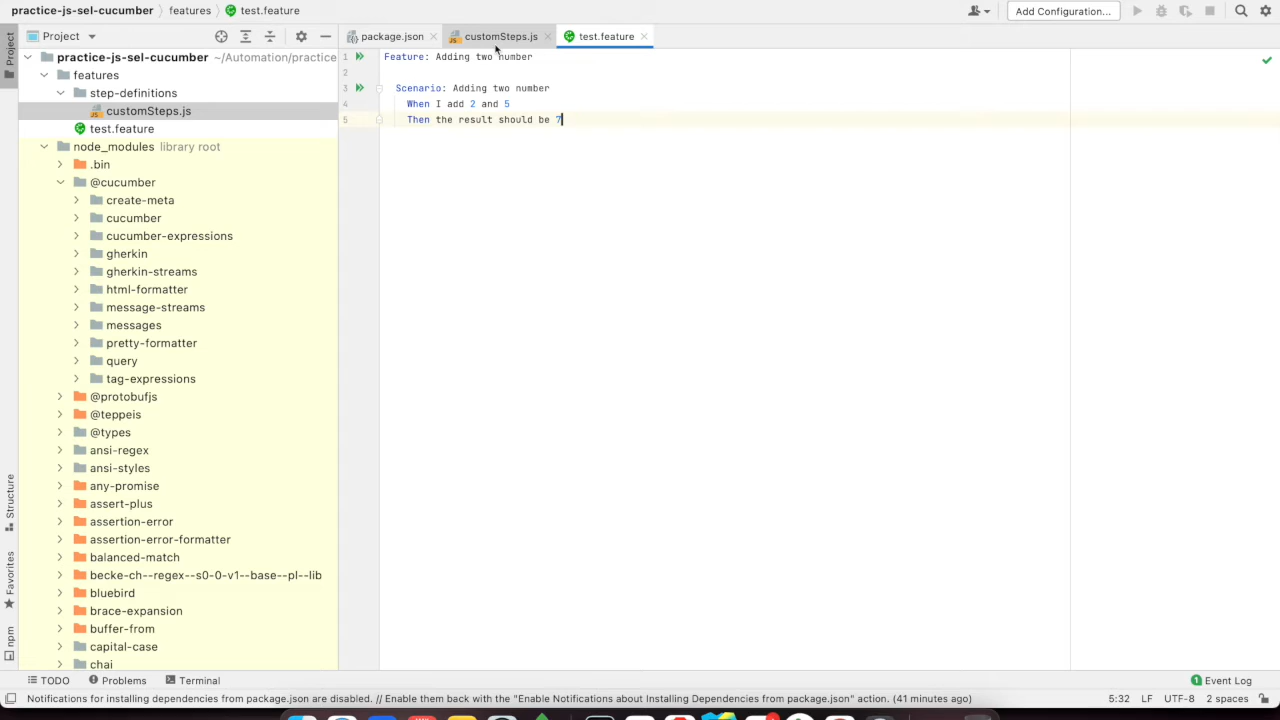 practice-js-sel-cucumber features test.feature Add Configuration...
Project package.json customSteps.js test.feature
Project
practice-js-sel-cucumber ~/Automation/practice
features
step-definitions
customSteps.js
test.feature
node_modules library root
.bin
@cucumber
create-meta
cucumber
cucumber-expressions
gherkin
gherkin-streams
html-formatter
message-streams
messages
pretty-formatter
query
tag-expressions
@protobufjs
@teppeis
@types
ansi-regex
ansi-styles
any-promise
assert-plus
assertion-error
assertion-error-formatter
balanced-match
becke-ch--regex--s0-0-v1--base--pl--lib
bluebird
brace-expansion
buffer-from
capital-case
chai
1 Feature: Adding two number
2
3 Scenario: Adding two number
4 When I add 2 and 5
5 Then the result should be 7
Structure
Favorites
npm
TODO Problems Terminal 1 Event Log
Notifications for installing dependencies from package.json are disabled. // Enable them back with the "Enable Notifications about Installing Dependencies from package.json" action. (41 minutes ago) 5:32 LF UTF-8 2 spaces